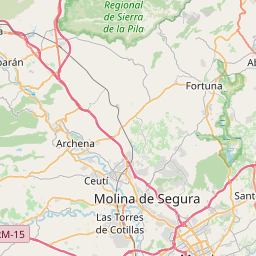 Regional
de Sierra
de la Pila
Fortuna
Archena
Ceutí
Molina de Segura
Las Torres
de Cotillas
RM-15